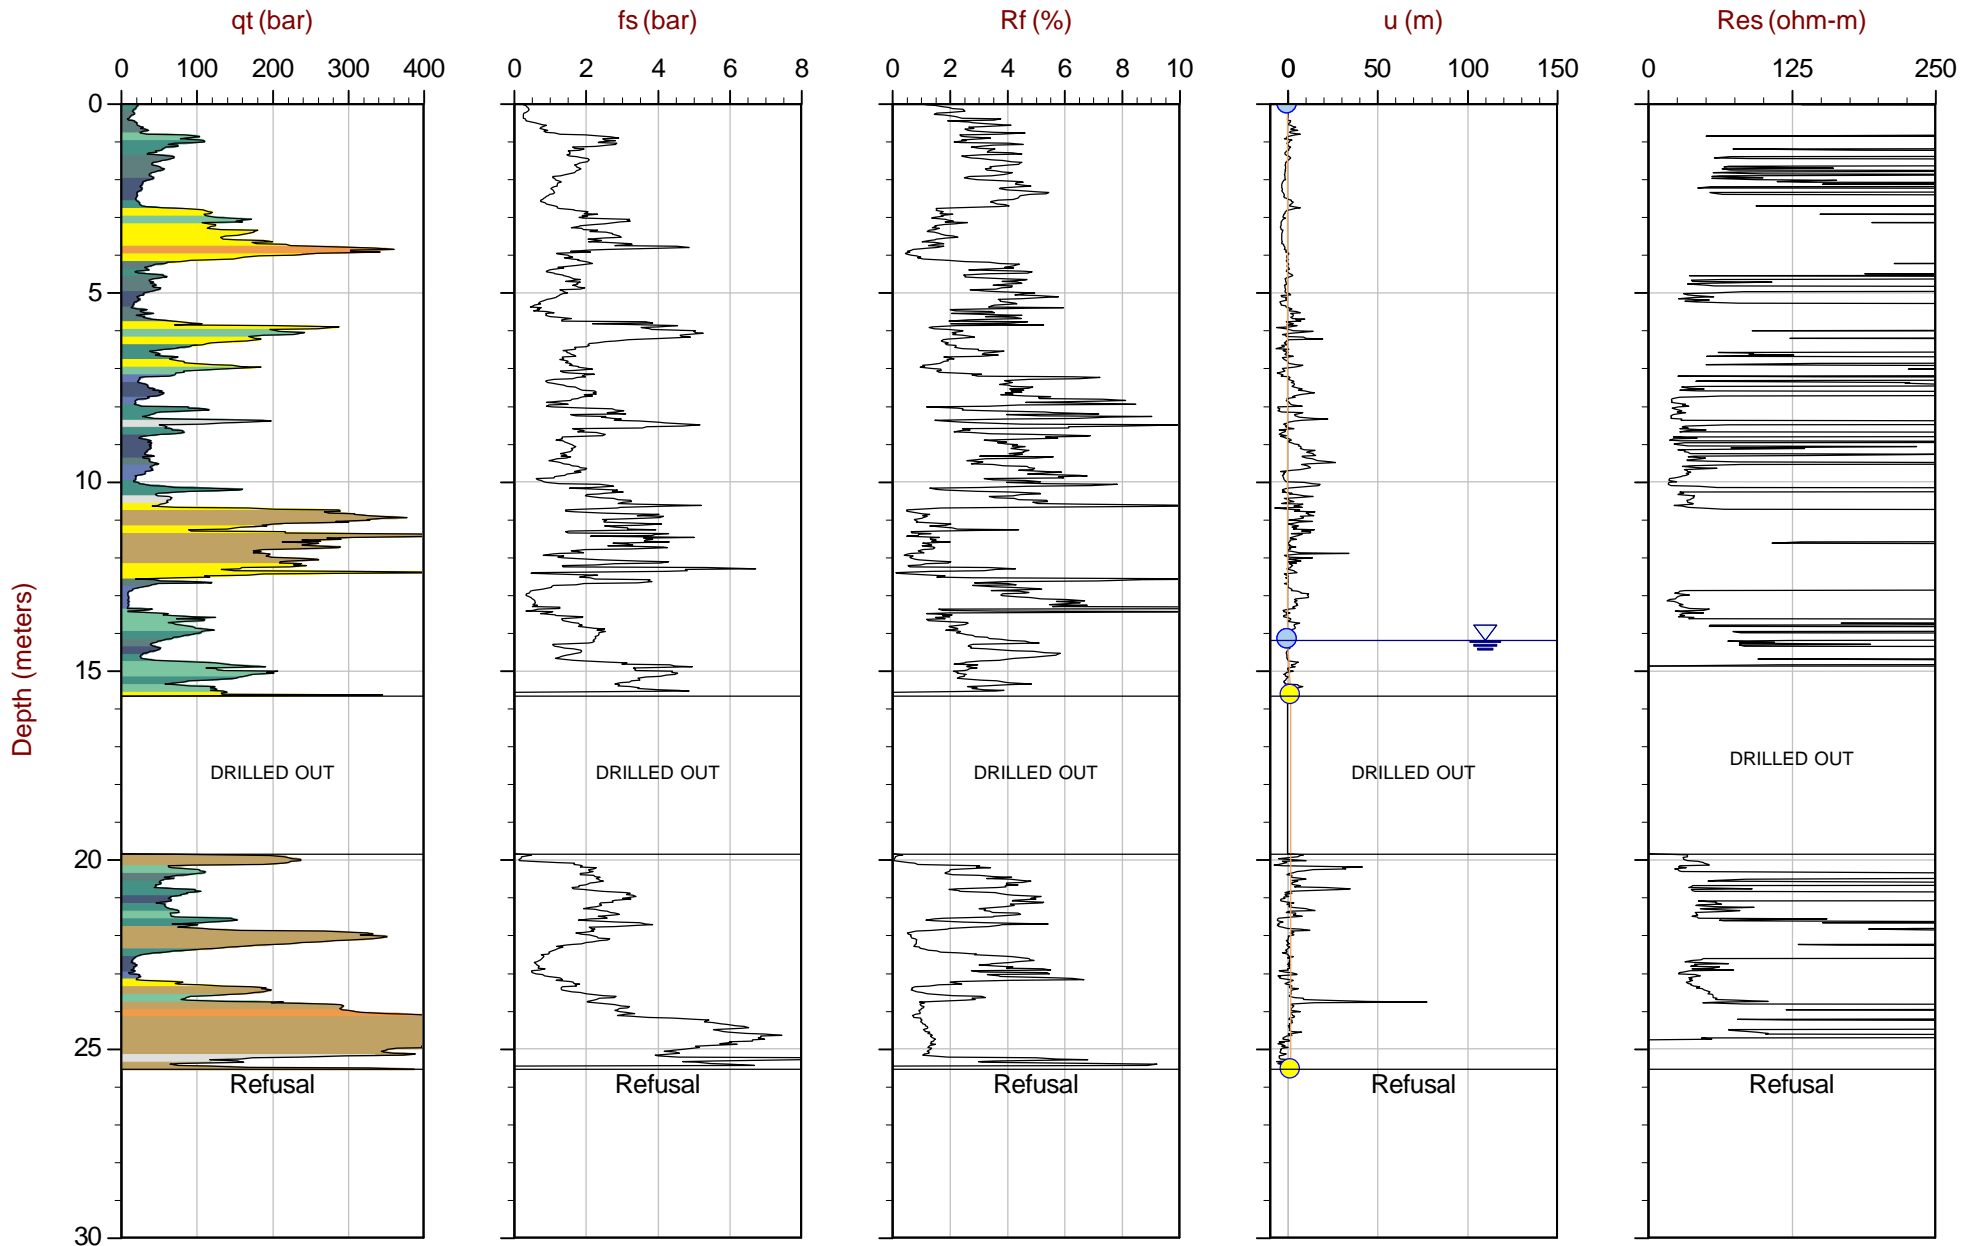 qt (bar) fs (bar) Rf (%) u (m) Res (ohm-m)
0 100 200 300 400 0 2 4 6 8 0 2 4 6 8 10 0 50 100 150 0 125 250
0
5
10
15
20
25
30
Depth (meters)
DRILLED OUT DRILLED OUT DRILLED OUT DRILLED OUT DRILLED OUT
Refusal Refusal Refusal Refusal Refusal